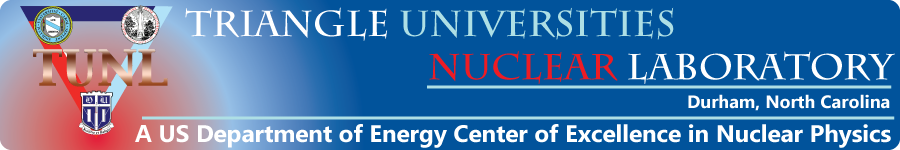 TRIANGLE UNIVERSITIES
NUCLEAR LABORATORY
TUNL
Durham, North Carolina
A US Department of Energy Center of Excellence in Nuclear Physics